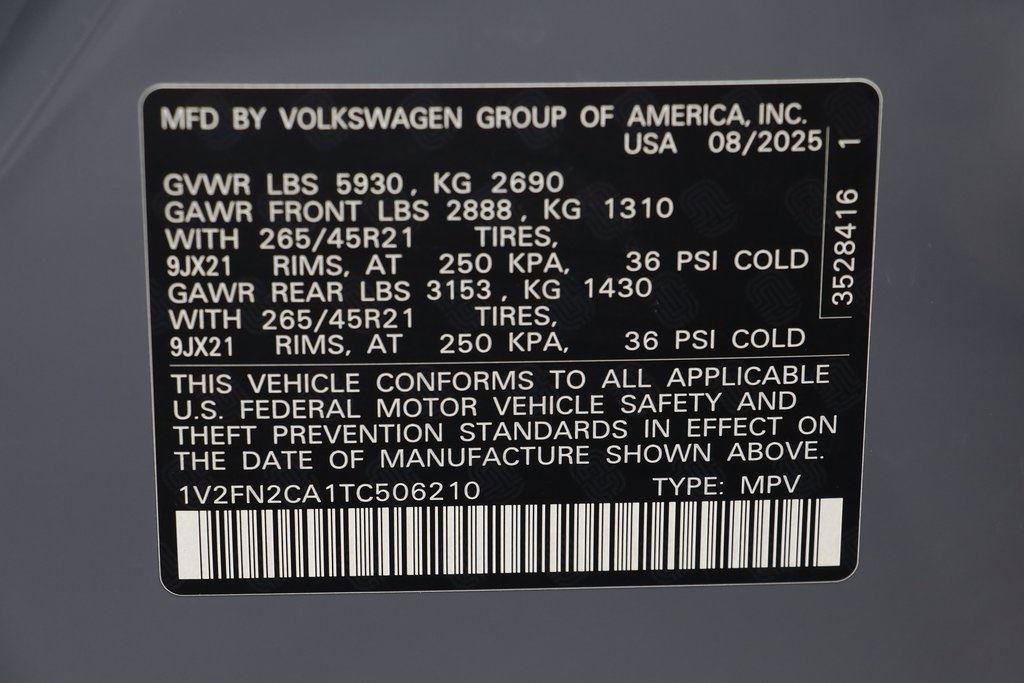 MFD BY VOLKSWAGEN GROUP OF AMERICA, INC.
USA 08/2025
GVWR LBS 5930, KG 2690
GAWR FRONT LBS 2888, KG 1310
WITH 265/45R21 TIRES,
9JX21 RIMS, AT 250 KPA, 36 PSI COLD
GAWR REAR LBS 3153, KG 1430
WITH 265/45R21 TIRES,
9JX21 RIMS, AT 250 KPA, 36 PSI COLD
3528416 1
THIS VEHICLE CONFORMS TO ALL APPLICABLE
U.S. FEDERAL MOTOR VEHICLE SAFETY AND
THEFT PREVENTION STANDARDS IN EFFECT ON
THE DATE OF MANUFACTURE SHOWN ABOVE.
1V2FN2CA1TC506210 TYPE: MPV